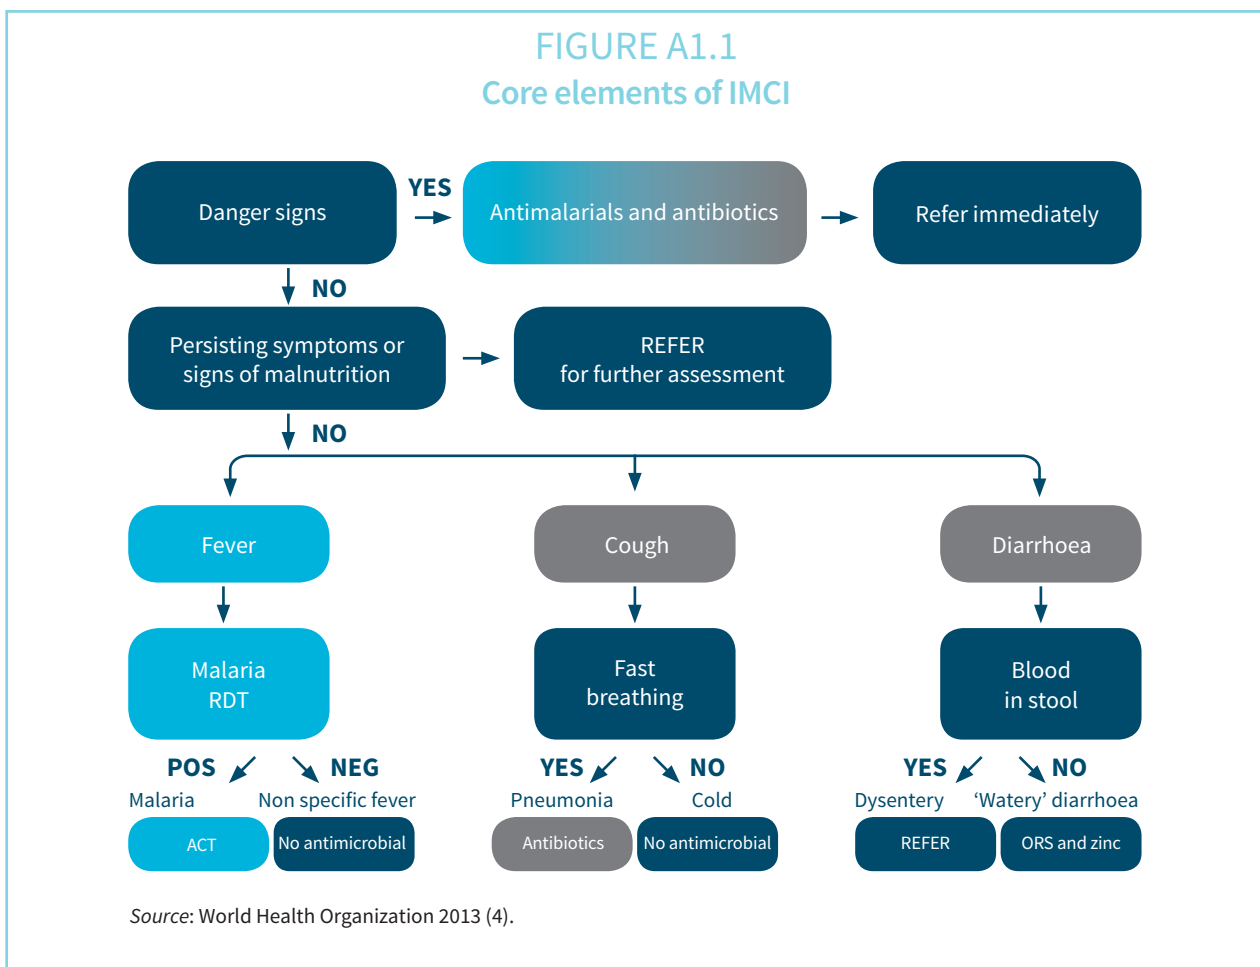 FIGURE A1.1
Core elements of IMCI
Danger signs
YES
Antimalarials and antibiotics
Refer immediately
NO
Persisting symptoms or
signs of malnutrition
REFER
for further assessment
NO
Fever
Cough
Diarrhoea
Malaria
RDT
Fast
breathing
Blood
in stool
POS
NEG
YES
NO
YES
NO
Malaria
Non specific fever
Pneumonia
Cold
Dysentery
‘Watery’ diarrhoea
ACT
No antimicrobial
Antibiotics
No antimicrobial
REFER
ORS and zinc
Source: World Health Organization 2013 (4).